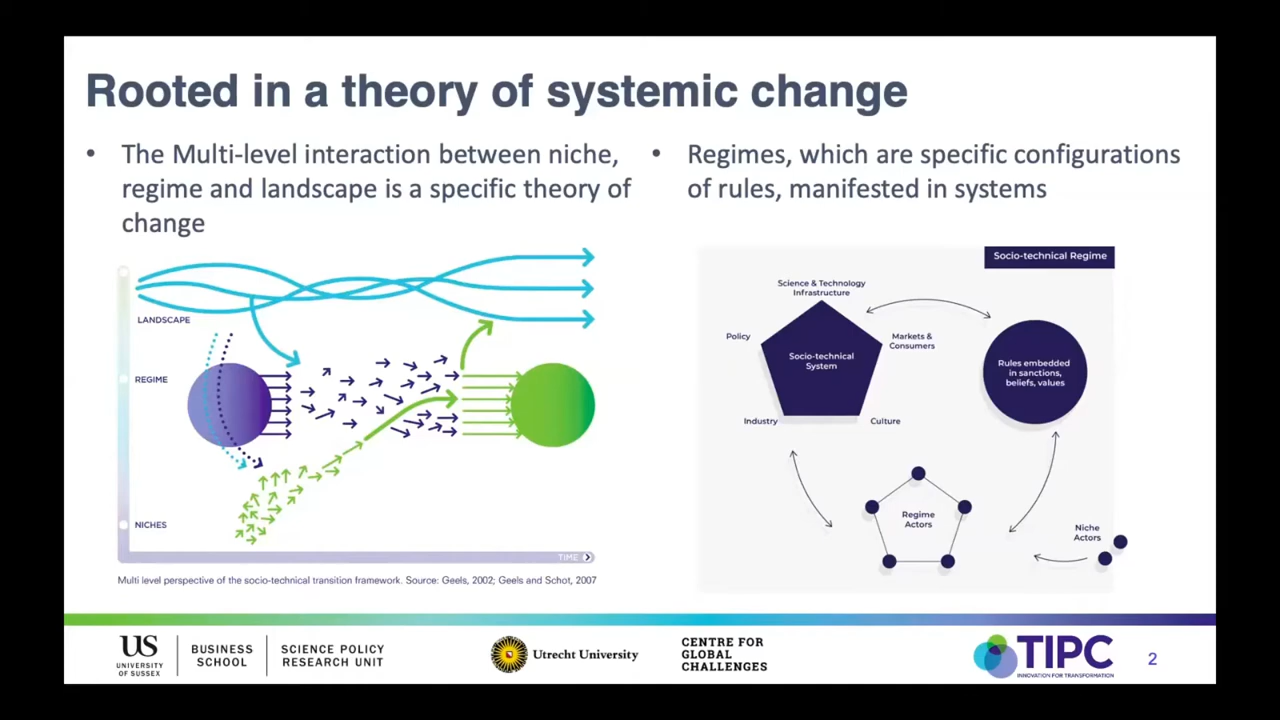 Rooted in a theory of systemic change
• The Multi-level interaction between niche,
regime and landscape is a specific theory of
change
• Regimes, which are specific configurations
of rules, manifested in systems
LANDSCAPE
REGIME
NICHES
TIME
Multi level perspective of the socio-technical transition framework. Source: Geels, 2002; Geels and Schot, 2007
Socio-technical Regime
Science & Technology
Infrastructure
Policy
Markets &
Consumers
Socio-technical
System
Industry
Culture
Rules embedded
in sanctions,
beliefs, values
Regime
Actors
Niche
Actors
US
UNIVERSITY
OF SUSSEX
BUSINESS
SCHOOL
SCIENCE POLICY
RESEARCH UNIT
Utrecht University
CENTRE FOR
GLOBAL
CHALLENGES
TIPC
INNOVATION FOR TRANSFORMATION
2